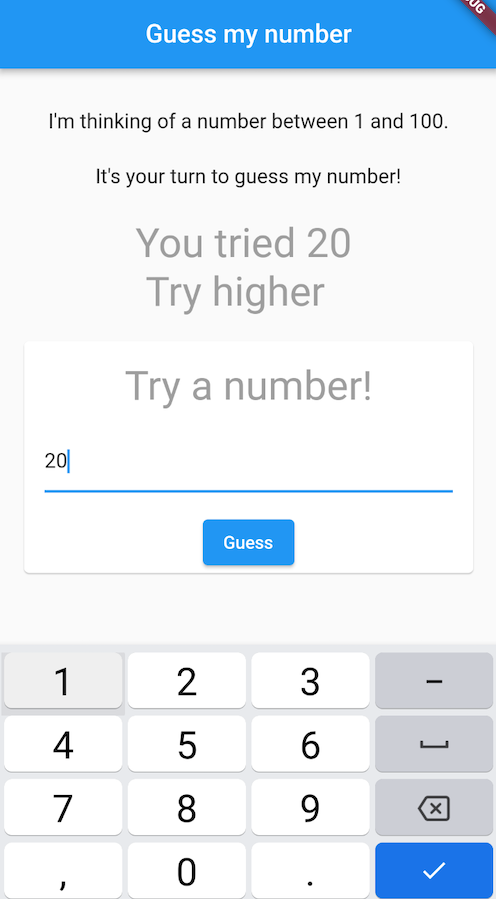 Guess my number
I'm thinking of a number between 1 and 100.
It's your turn to guess my number!
You tried 20
Try higher
Try a number!
20
Guess
1 2 3 −
4 5 6
7 8 9
, 0 .